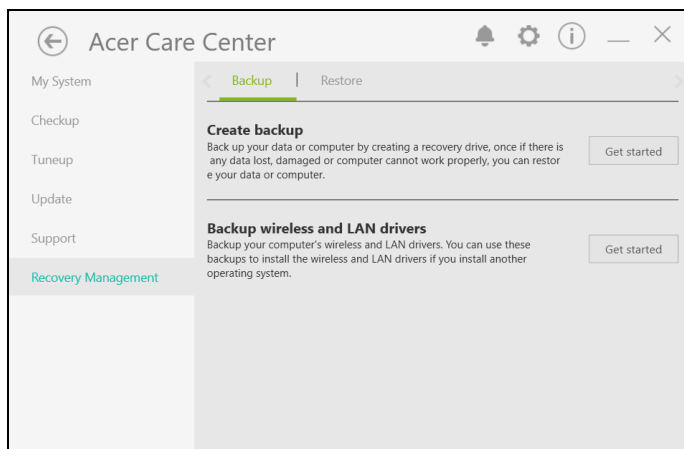 Acer Care Center
My System
Checkup
Tuneup
Update
Support
Recovery Management
Backup | Restore
Create backup
Back up your data or computer by creating a recovery drive, once if there is
any data lost, damaged or computer cannot work properly, you can restor
e your data or computer.
Get started
Backup wireless and LAN drivers
Backup your computer's wireless and LAN drivers. You can use these
backups to install the wireless and LAN drivers if you install another
operating system.
Get started